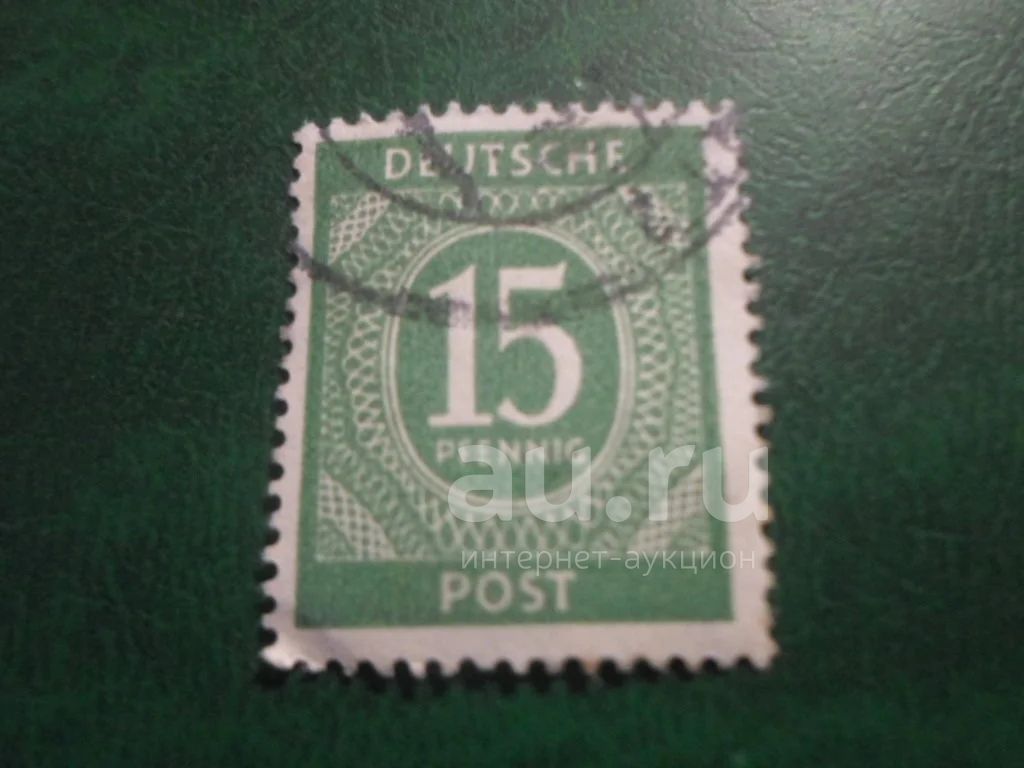 DEUTSCHE
15
PFENNIG
au.ru
интернет-аукцион
POST